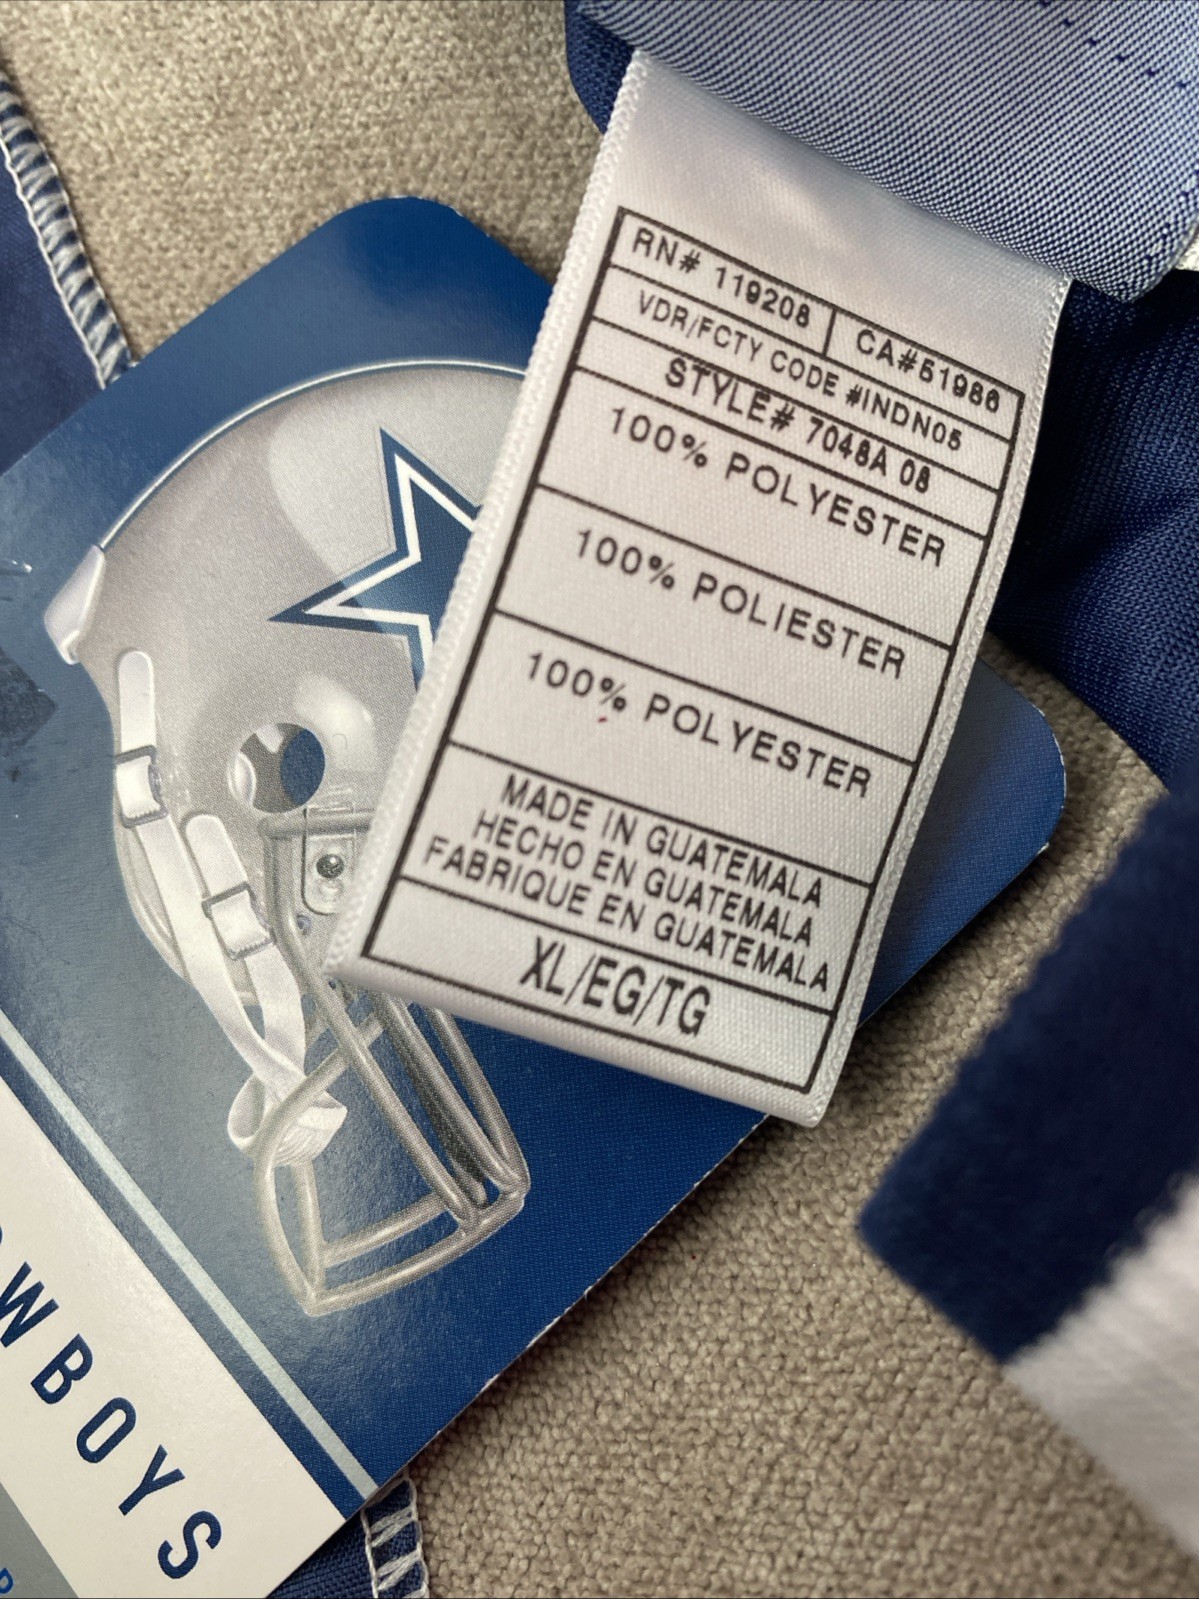 RN# 119208 CA#51986
VDR/FCTY CODE #INDN05
STYLE# 7048A 08
100% POLYESTER
100% POLIESTER
100% POLYESTER
MADE IN GUATEMALA
HECHO EN GUATEMALA
FABRIQUE EN GUATEMALA
XL/EG/TG
OWBOYS